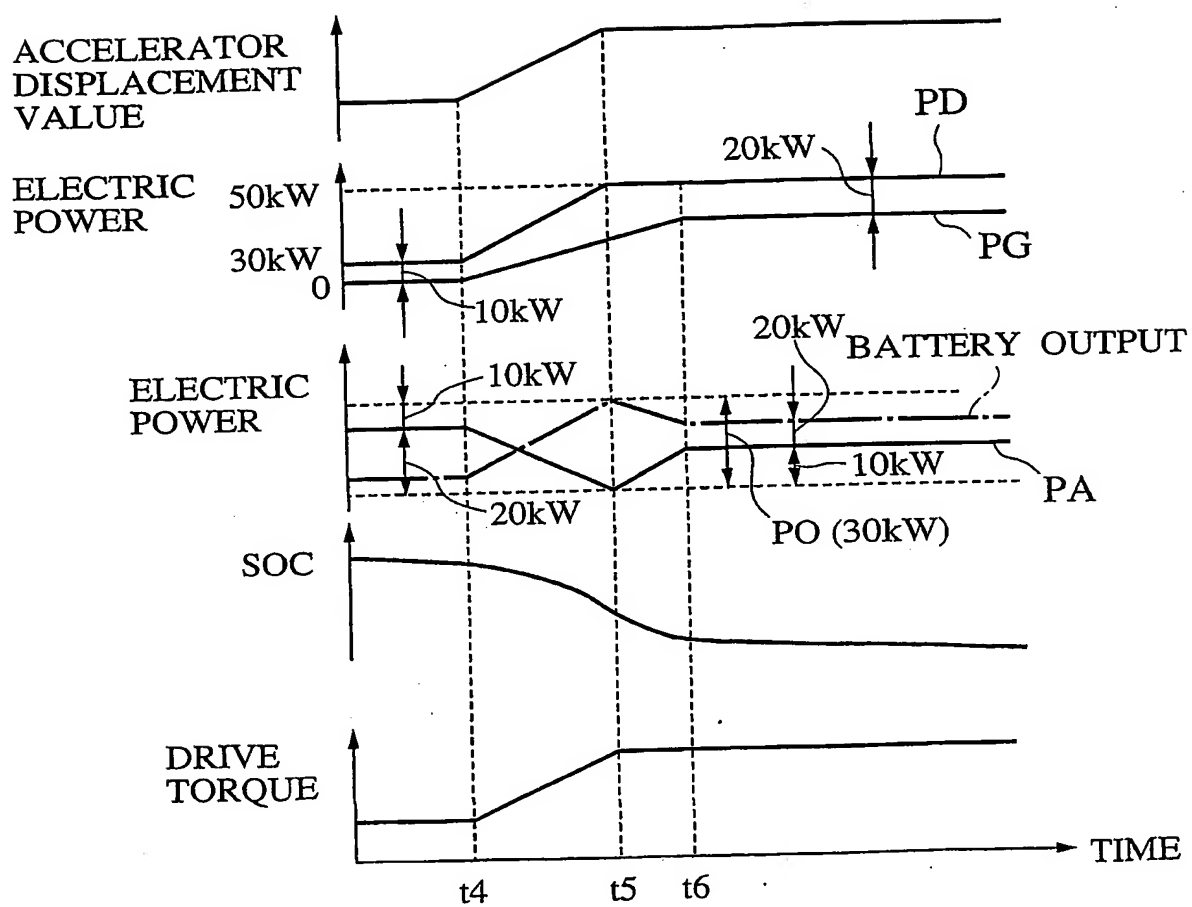 ACCELERATOR
DISPLACEMENT
VALUE
PD
20kW
ELECTRIC
POWER
50kW
30kW
0
PG
10kW
20kW
BATTERY OUTPUT
ELECTRIC
POWER
10kW
10kW
20kW
PA
PO (30kW)
SOC
DRIVE
TORQUE
TIME
t4
t5
t6